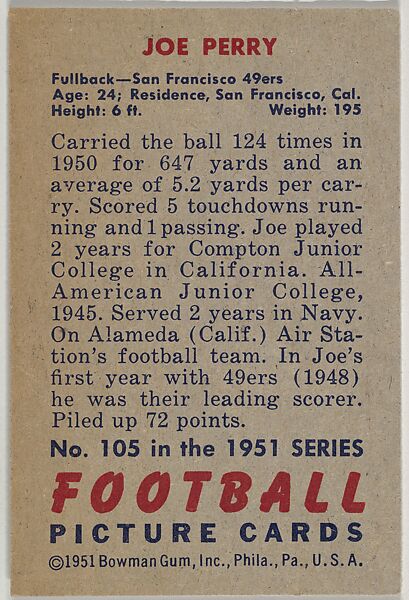 JOE PERRY
Fullback—San Francisco 49ers
Age: 24; Residence, San Francisco, Cal.
Height: 6 ft. Weight: 195
Carried the ball 124 times in
1950 for 647 yards and an
average of 5.2 yards per car-
ry. Scored 5 touchdowns run-
ning and 1 passing. Joe played
2 years for Compton Junior
College in California. All-
American Junior College,
1945. Served 2 years in Navy.
On Alameda (Calif.) Air Sta-
tion's football team. In Joe's
first year with 49ers (1948)
he was their leading scorer.
Piled up 72 points.
No. 105 in the 1951 SERIES
FOOTBALL
PICTURE CARDS
©1951 Bowman Gum, Inc., Phila., Pa., U.S.A.